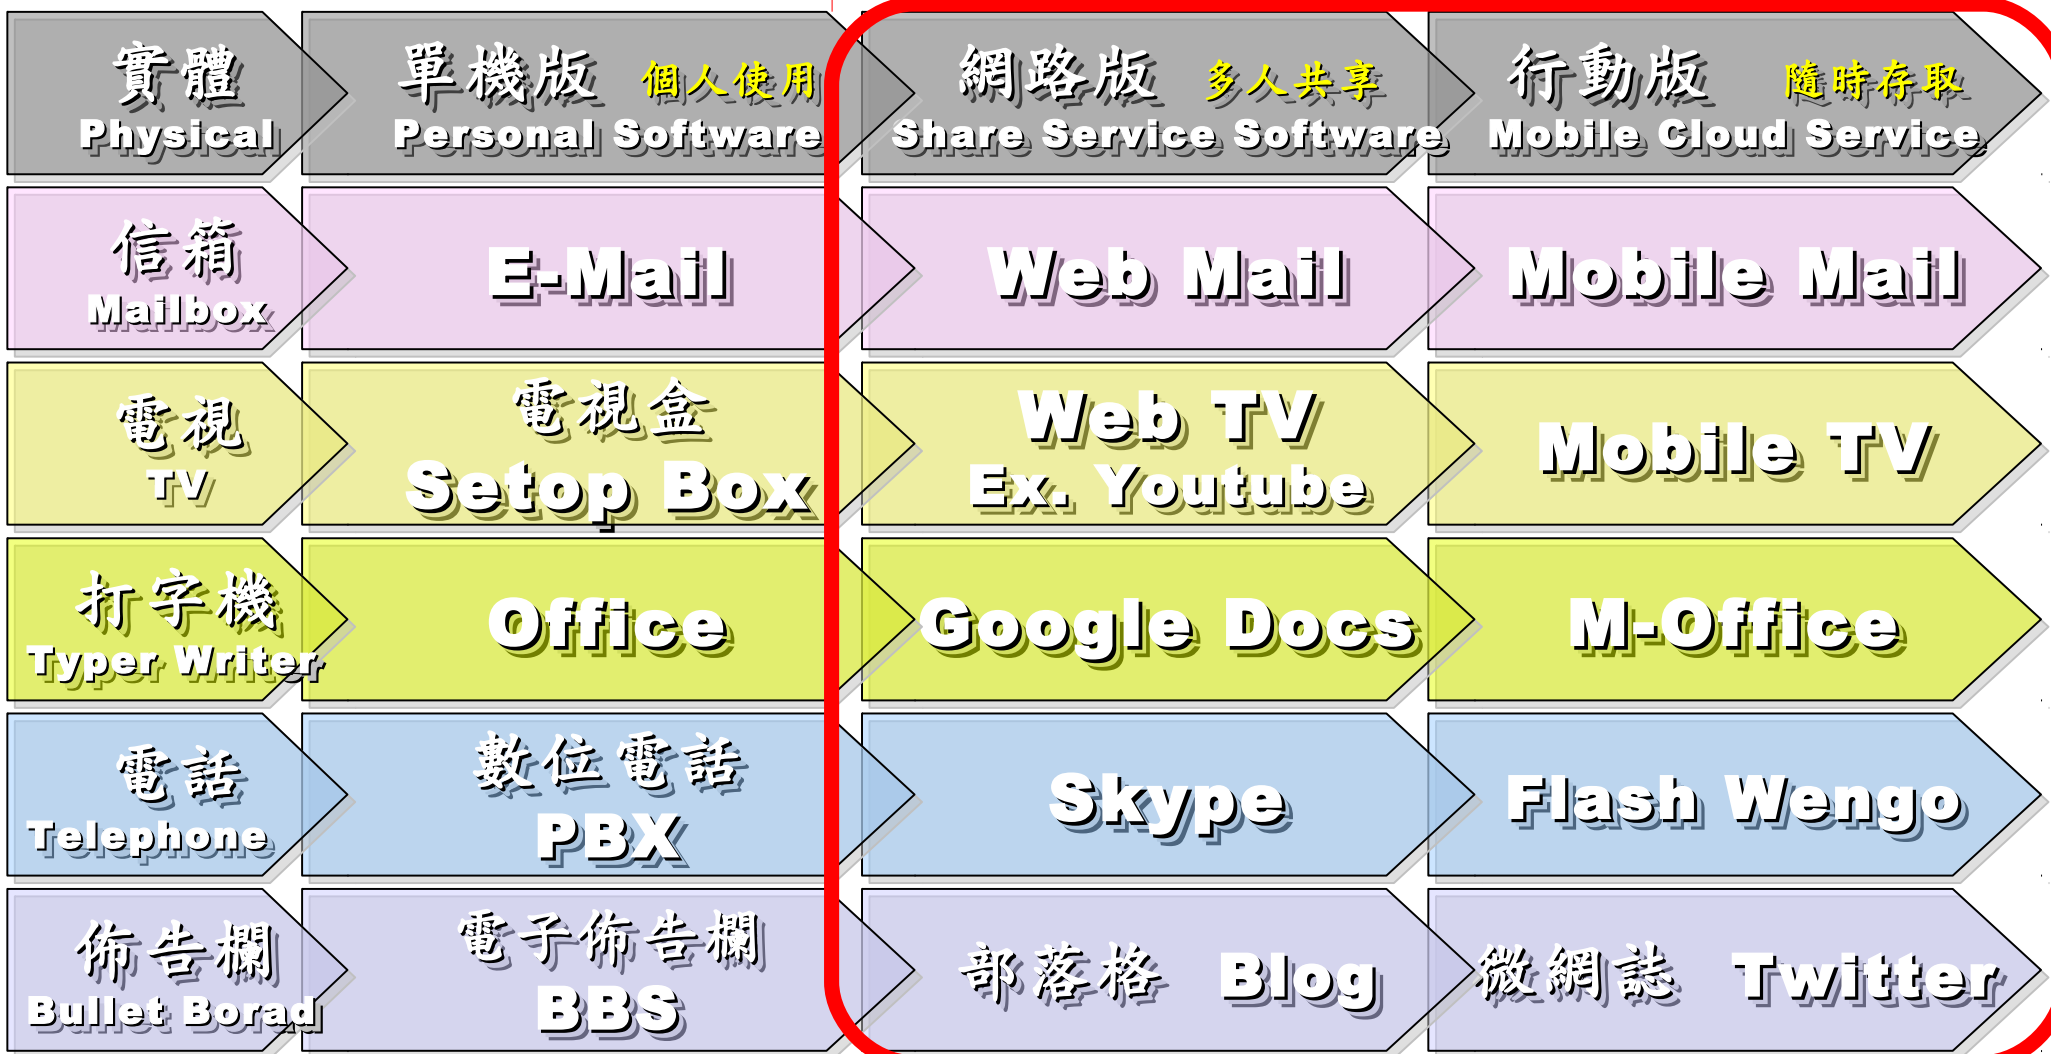 實體
Physical
單機版 個人使用
Personal Software
網路版 多人共享
Share Service Software
行動版 隨時存取
Mobile Cloud Service
信箱
Mailbox
E-Mail
Web Mail
Mobile Mail
電視
TV
電視盒
Setop Box
Web TV
Ex. Youtube
Mobile TV
打字機
Typer Writer
Office
Google Docs
M-Office
電話
Telephone
數位電話
PBX
Skype
Flash Wengo
佈告欄
Bullet Borad
電子佈告欄
BBS
部落格 Blog
微網誌 Twitter